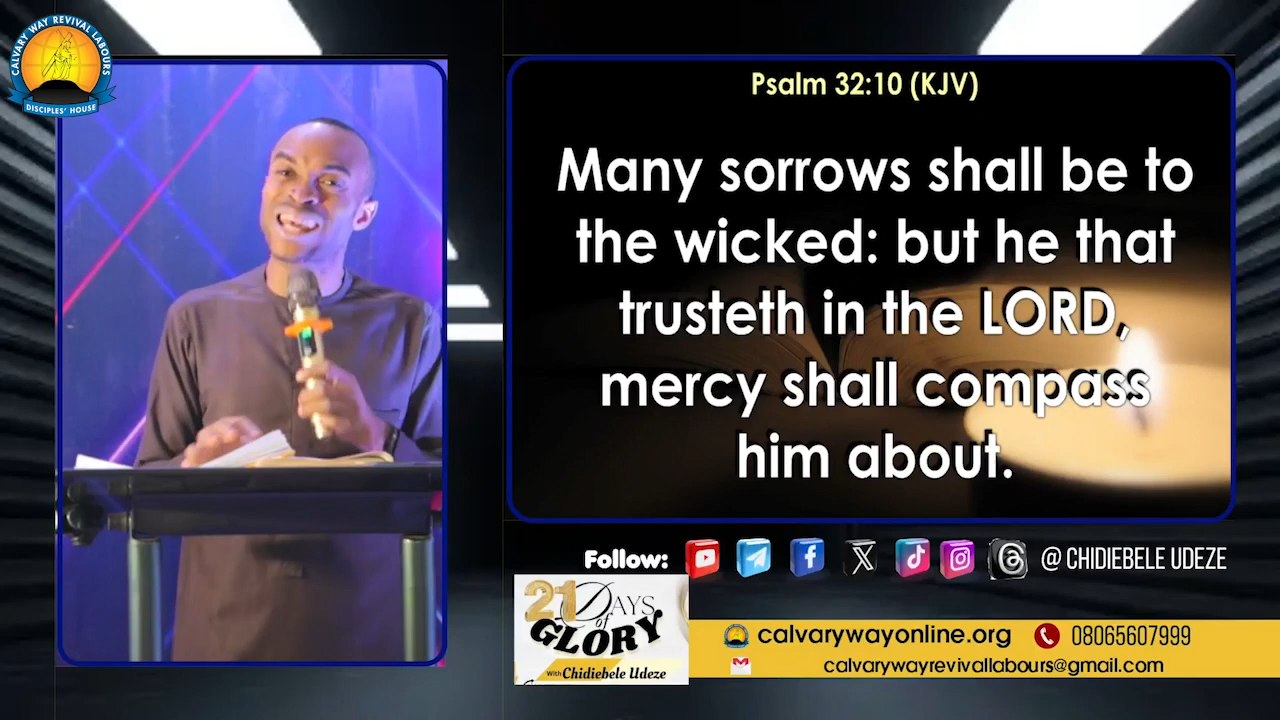 CALVARY WAY REVIVAL LABOURS
DISCIPLES' HOUSE
Psalm 32:10 (KJV)
Many sorrows shall be to
the wicked: but he that
trusteth in the LORD,
mercy shall compass
him about.
Follow:
@ CHIDIEBELE UDEZE
21 DAYS
of
GLORY
With Chidiebele Udeze
calvarywayonline.org
08065607999
calvarywayrevivallabours@gmail.com